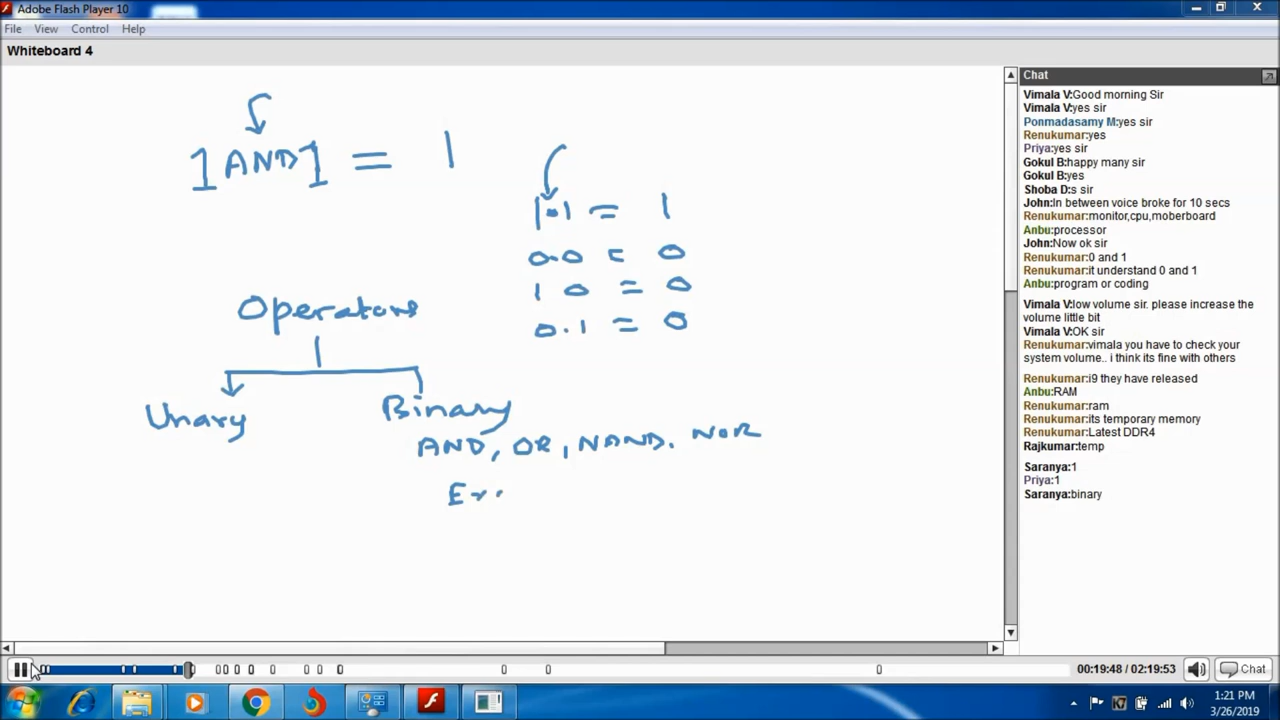 Adobe Flash Player 10
File View Control Help
Whiteboard 4
1 AND 1 = 1
1.1 = 1
0.0 = 0
1 0 = 0
0.1 = 0
Operators
Unary
Binary
AND, OR, NAND. NOR
Chat
Vimala V:Good morning Sir
Vimala V:yes sir
Ponmadasamy M:yes sir
Renukumar:yes
Priya:yes sir
Gokul B:happy many sir
Gokul B:yes
Shoba D:s sir
John:In between voice broke for 10 secs
Renukumar:monitor,cpu,moberboard
Anbu:processor
John:Now ok sir
Renukumar:0 and 1
Renukumar:it understand 0 and 1
Anbu:program or coding
Vimala V:low volume sir. please increase the
volume little bit
Vimala V:OK sir
Renukumar:vimala you have to check your
system volume.. i think its fine with others
Renukumar:i9 they have released
Anbu:RAM
Renukumar:ram
Renukumar:its temporary memory
Renukumar:Latest DDR4
Rajkumar:temp
Saranya:1
Priya:1
Saranya:binary
00:19:48 / 02:19:53
Chat
1:21 PM
3/26/2019